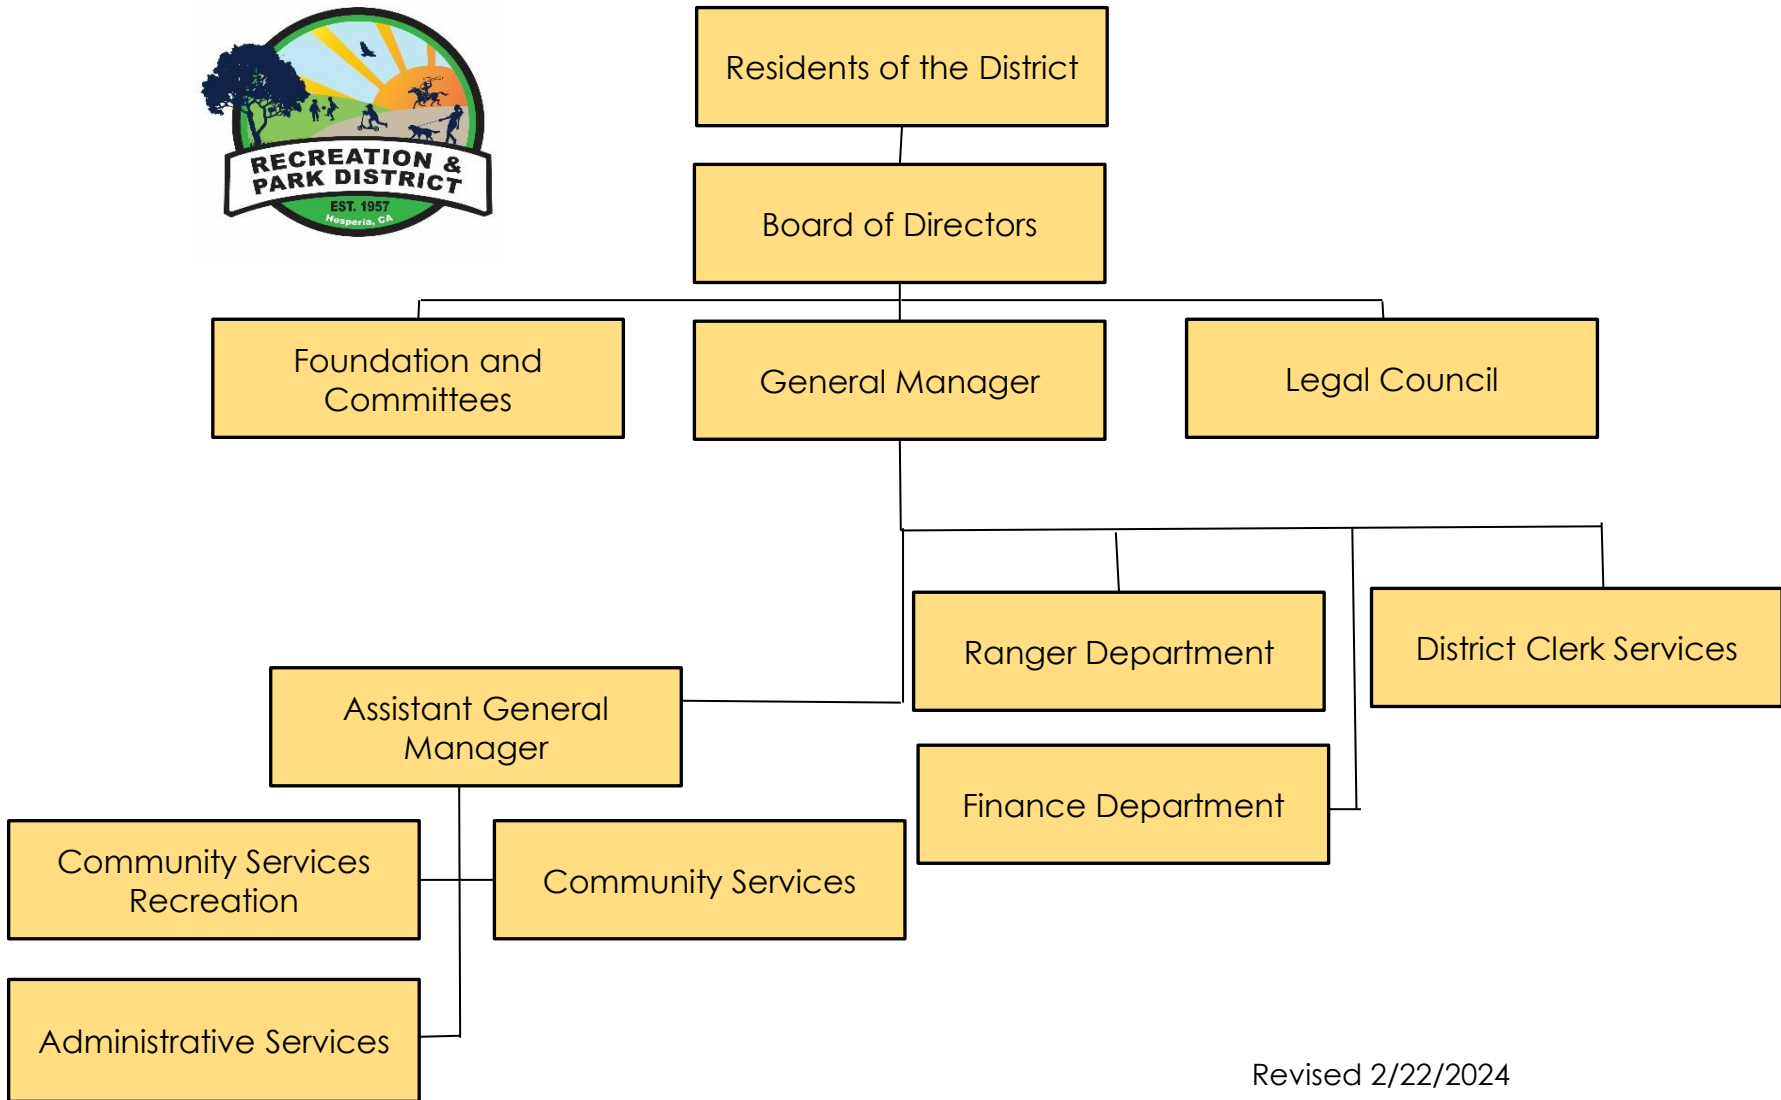 RECREATION &
PARK DISTRICT
EST. 1957
Hesperia, CA
Residents of the District
Board of Directors
Foundation and
Committees
General Manager
Legal Council
Ranger Department
District Clerk Services
Assistant General
Manager
Finance Department
Community Services
Recreation
Community Services
Administrative Services
Revised 2/22/2024